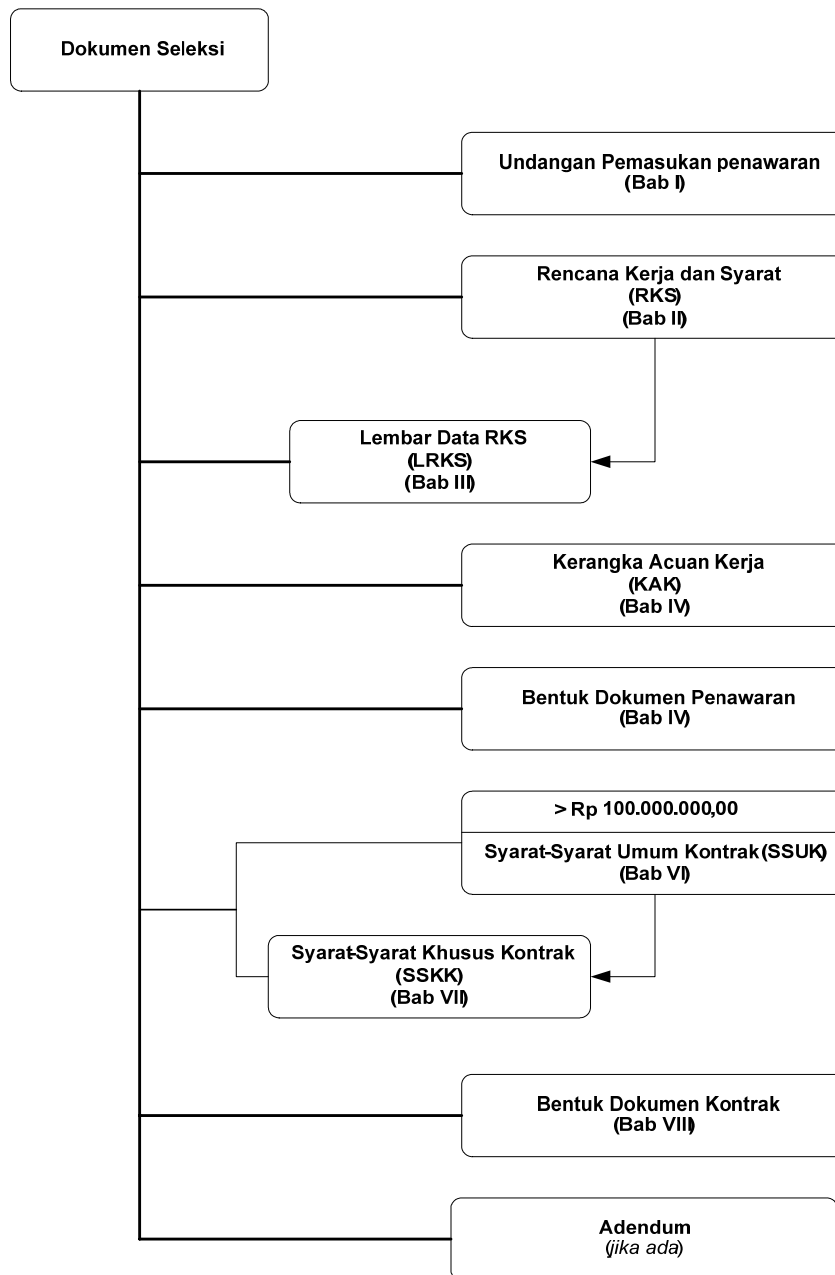 Dokumen Seleksi
Undangan Pemasukan penawaran
(Bab I)
Rencana Kerja dan Syarat
(RKS)
(Bab II)
Lembar Data RKS
(LRKS)
(Bab III)
Kerangka Acuan Kerja
(KAK)
(Bab IV)
Bentuk Dokumen Penawaran
(Bab IV)
> Rp 100.000.000,00
Syarat-Syarat Umum Kontrak (SSUK)
(Bab VI)
Syarat-Syarat Khusus Kontrak
(SSKK)
(Bab VII)
Bentuk Dokumen Kontrak
(Bab VIII)
Adendum
(jika ada)